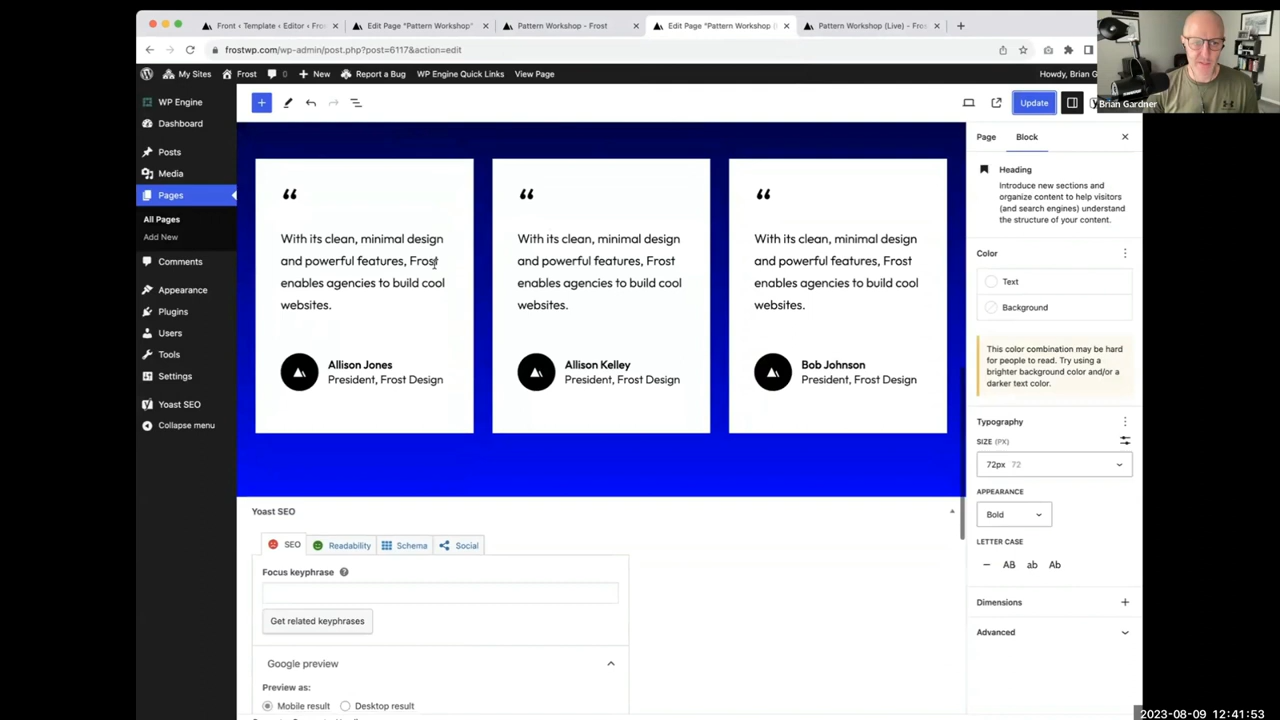 Front ‹ Template ‹ Editor ‹ Fros
Edit Page "Pattern Workshop"
Pattern Workshop - Frost
Edit Page "Pattern Workshop (
Pattern Workshop (Live) - Fros
frostwp.com/wp-admin/post.php?post=6117&action=edit
My Sites
Frost
0
New
Report a Bug
WP Engine Quick Links
View Page
Howdy, Brian G
Brian Gardner
WP Engine
Dashboard
Posts
Media
Pages
All Pages
Add New
Comments
Appearance
Plugins
Users
Tools
Settings
Yoast SEO
Collapse menu
Update
“
With its clean, minimal design
and powerful features, Frost
enables agencies to build cool
websites.
Allison Jones
President, Frost Design
“
With its clean, minimal design
and powerful features, Frost
enables agencies to build cool
websites.
Allison Kelley
President, Frost Design
“
With its clean, minimal design
and powerful features, Frost
enables agencies to build cool
websites.
Bob Johnson
President, Frost Design
Yoast SEO
SEO
Readability
Schema
Social
Focus keyphrase
Get related keyphrases
Google preview
Preview as:
Mobile result
Desktop result
Page
Block
Heading
Introduce new sections and
organize content to help visitors
(and search engines) understand
the structure of your content.
Color
Text
Background
This color combination may be hard
for people to read. Try using a
brighter background color and/or a
darker text color.
Typography
SIZE (PX)
72px 72
APPEARANCE
Bold
LETTER CASE
AB
ab
Ab
Dimensions
Advanced
2023-08-09 12:41:53